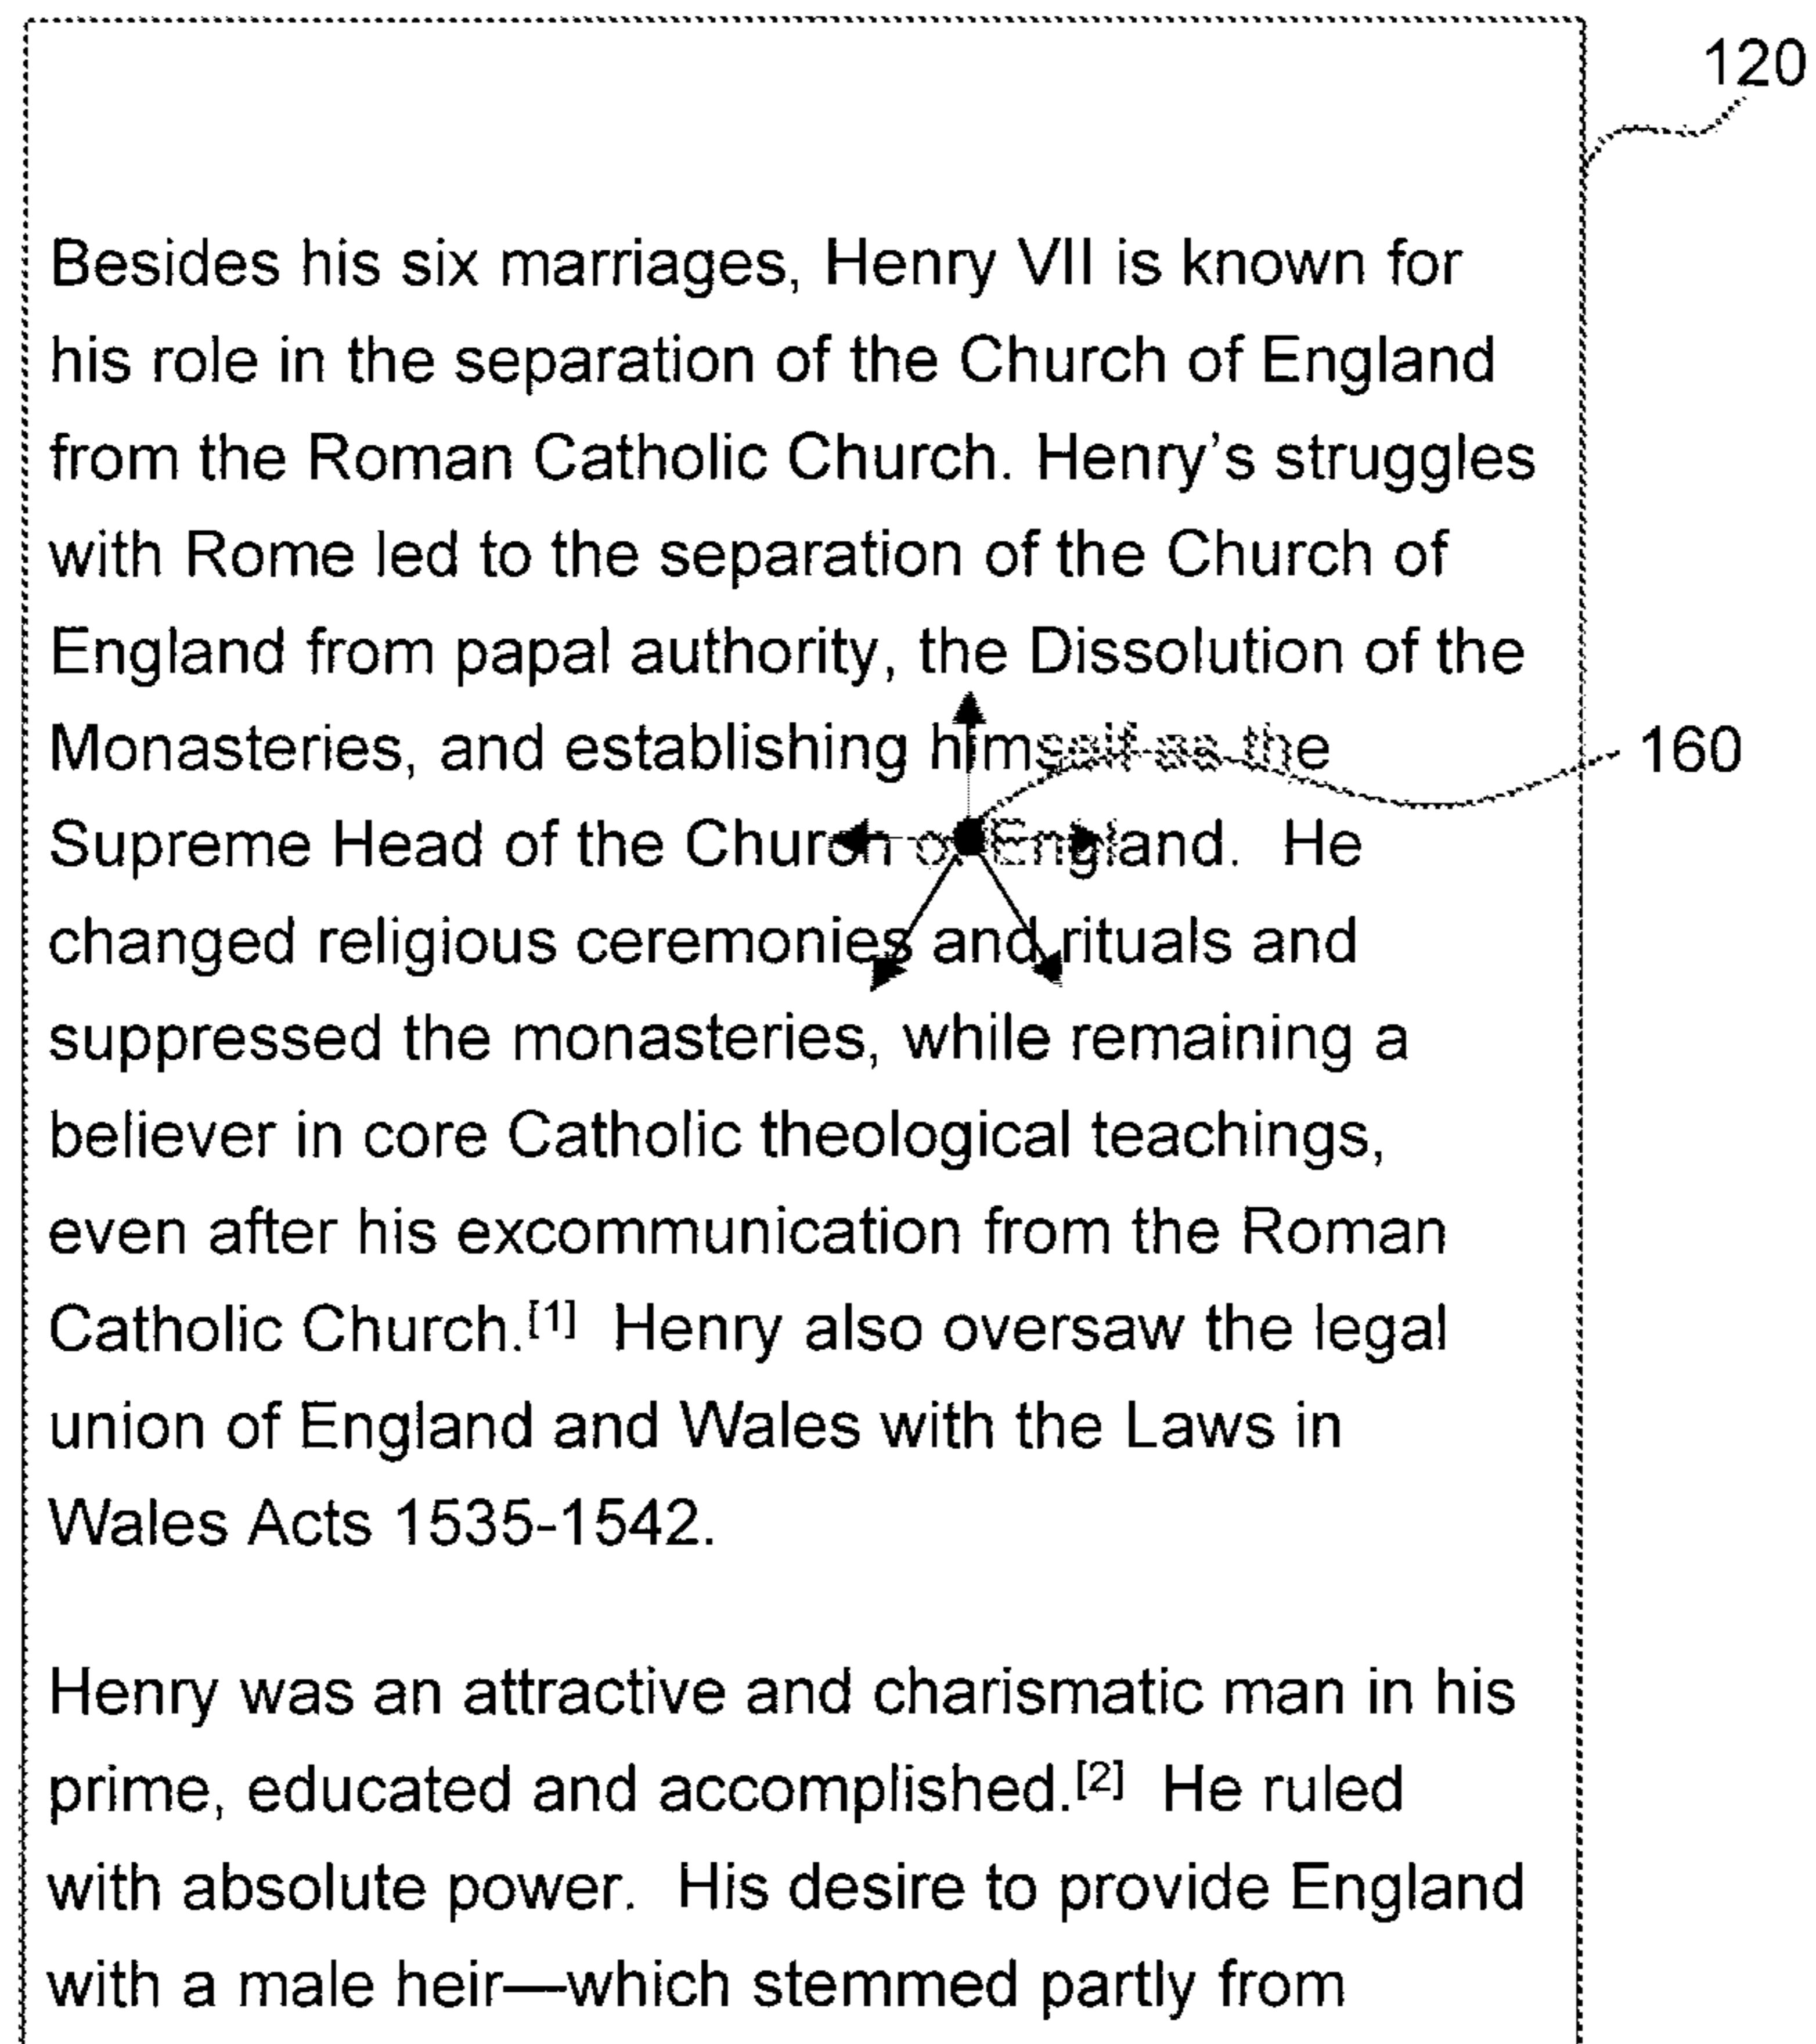 120
Besides his six marriages, Henry VII is known for
his role in the separation of the Church of England
from the Roman Catholic Church. Henry’s struggles
with Rome led to the separation of the Church of
England from papal authority, the Dissolution of the
Monasteries, and establishing himself as the
160
Supreme Head of the Church of England.  He
changed religious ceremonies and rituals and
suppressed the monasteries, while remaining a
believer in core Catholic theological teachings,
even after his excommunication from the Roman
Catholic Church.[1]  Henry also oversaw the legal
union of England and Wales with the Laws in
Wales Acts 1535-1542.
Henry was an attractive and charismatic man in his
prime, educated and accomplished.[2]  He ruled
with absolute power.  His desire to provide England
with a male heir—which stemmed partly from